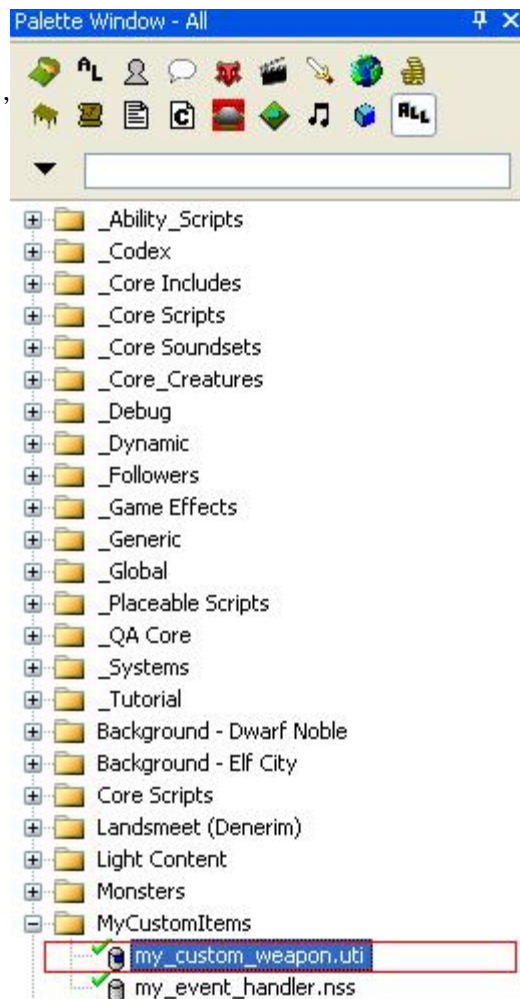 Palette Window - All
,
AL
C
ALL
_Ability_Scripts
_Codex
_Core Includes
_Core Scripts
_Core Soundsets
_Core_Creatures
_Debug
_Dynamic
_Followers
_Game Effects
_Generic
_Global
_Placeable Scripts
_QA Core
_Systems
_Tutorial
Background - Dwarf Noble
Background - Elf City
Core Scripts
Landsmeet (Denerim)
Light Content
Monsters
MyCustomItems
my_custom_weapon.uti
my_event_handler.nss